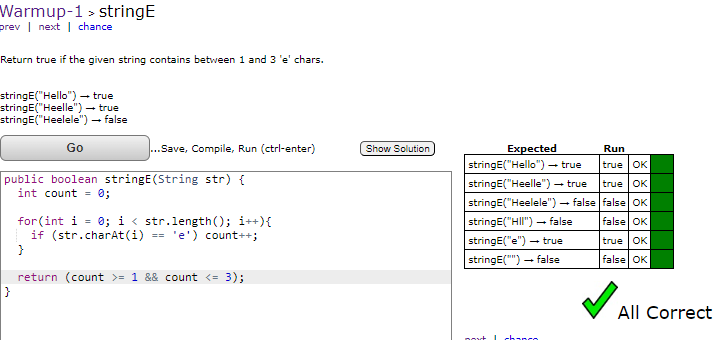 Warmup-1 > stringE
prev | next | chance
Return true if the given string contains between 1 and 3 'e' chars.
stringE("Hello") → true
stringE("Heelle") → true
stringE("Heelele") → false
Go
...Save, Compile, Run (ctrl-enter)
Show Solution
public boolean stringE(String str) {
int count = 0;
for(int i = 0; i < str.length(); i++){
if (str.charAt(i) == 'e') count++;
}
return (count >= 1 && count <= 3);
}
Expected Run
stringE("Hello") → true true OK
stringE("Heelle") → true true OK
stringE("Heelele") → false false OK
stringE("Hll") → false false OK
stringE("e") → true true OK
stringE("") → false false OK
All Correct
next | chance